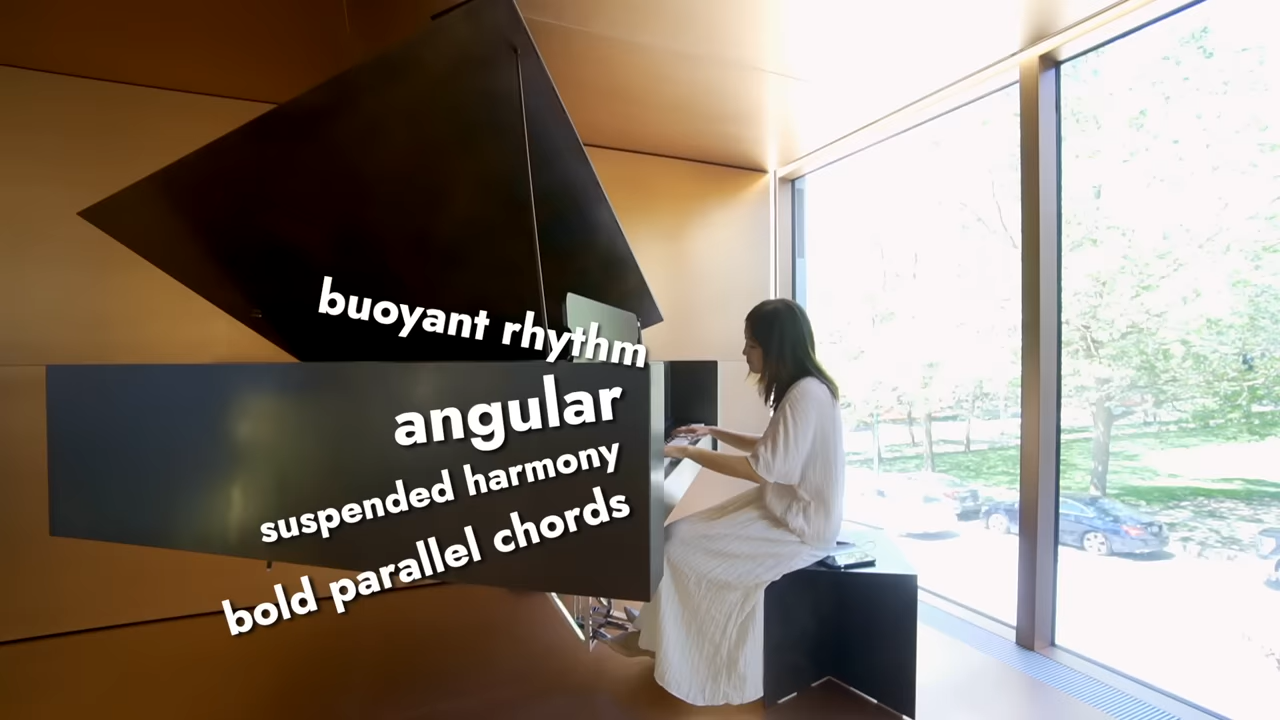 buoyant rhythm
angular
suspended harmony
bold parallel chords